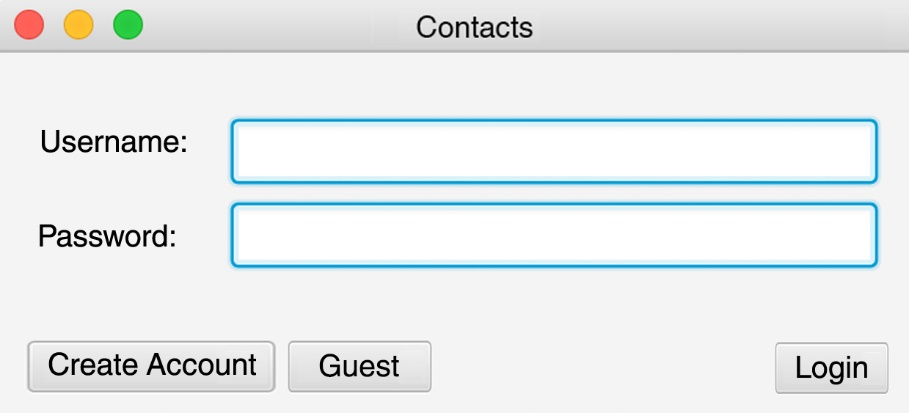 Contacts
Username:
Password:
Create Account Guest Login